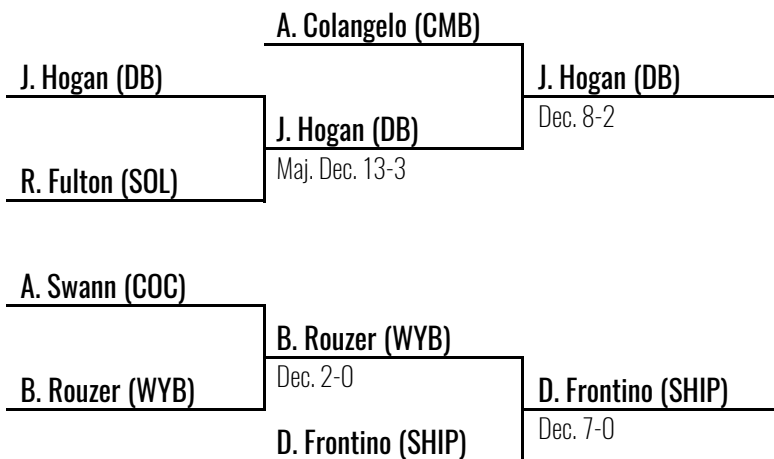 A. Colangelo (CMB)
J. Hogan (DB)
J. Hogan (DB)
Dec. 8-2
J. Hogan (DB)
Maj. Dec. 13-3
R. Fulton (SOL)
A. Swann (COC)
B. Rouzer (WYB)
Dec. 2-0
B. Rouzer (WYB)
D. Frontino (SHIP)
Dec. 7-0
D. Frontino (SHIP)